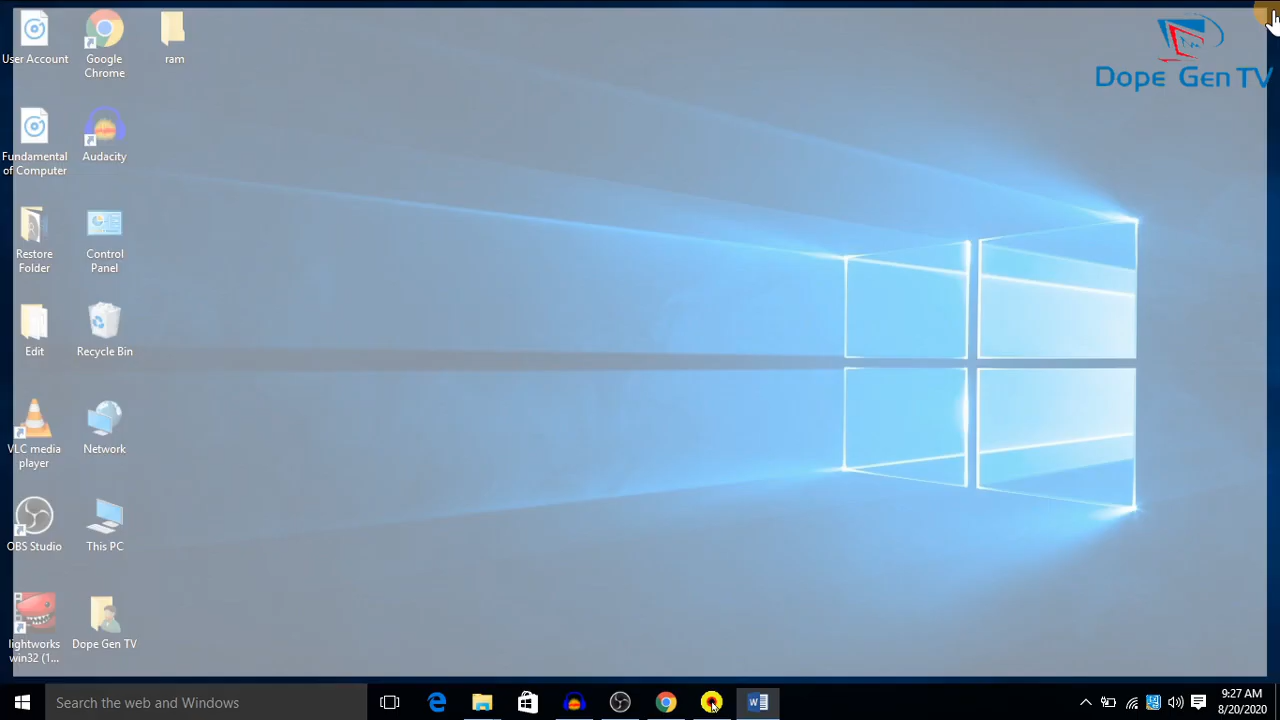 User Account
Google
Chrome
ram
Dope Gen TV
Fundamental
of Computer
Audacity
Restore
Folder
Control
Panel
Edit
Recycle Bin
VLC media
player
Network
OBS Studio
This PC
lightworks
win32 (1...
Dope Gen TV
Search the web and Windows
9:27 AM
8/20/2020